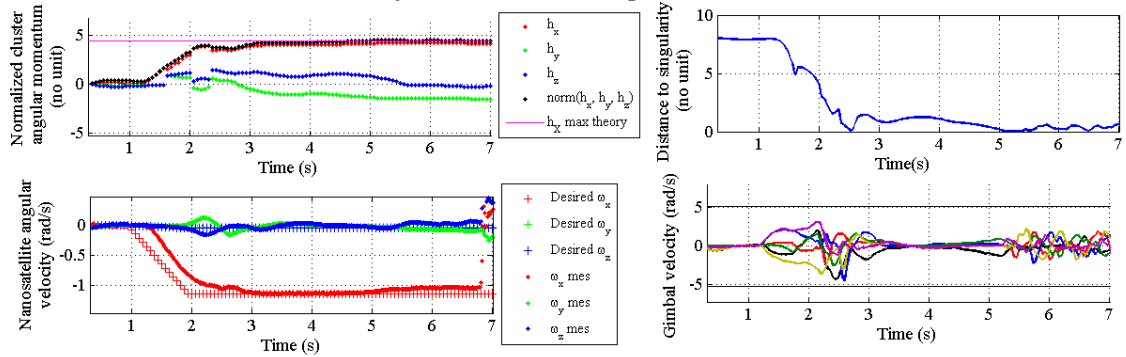 Normalized cluster
angular momentum
(no unit)
5
0
-5
1 2 3 4 5 6 7
Time (s)
h_x
h_y
h_z
norm(h_x, h_y, h_z)
h_X max theory
Distance to singularity
(no unit)
10
5
0
1 2 3 4 5 6 7
Time(s)
Nanosatellite angular
velocity (rad/s)
0
-0.5
-1
1 2 3 4 5 6 7
Time (s)
Desired ω_x
Desired ω_y
Desired ω_z
ω_x mes
ω_y mes
ω_z mes
Gimbal velocity (rad/s)
5
0
-5
1 2 3 4 5 6 7
Time (s)